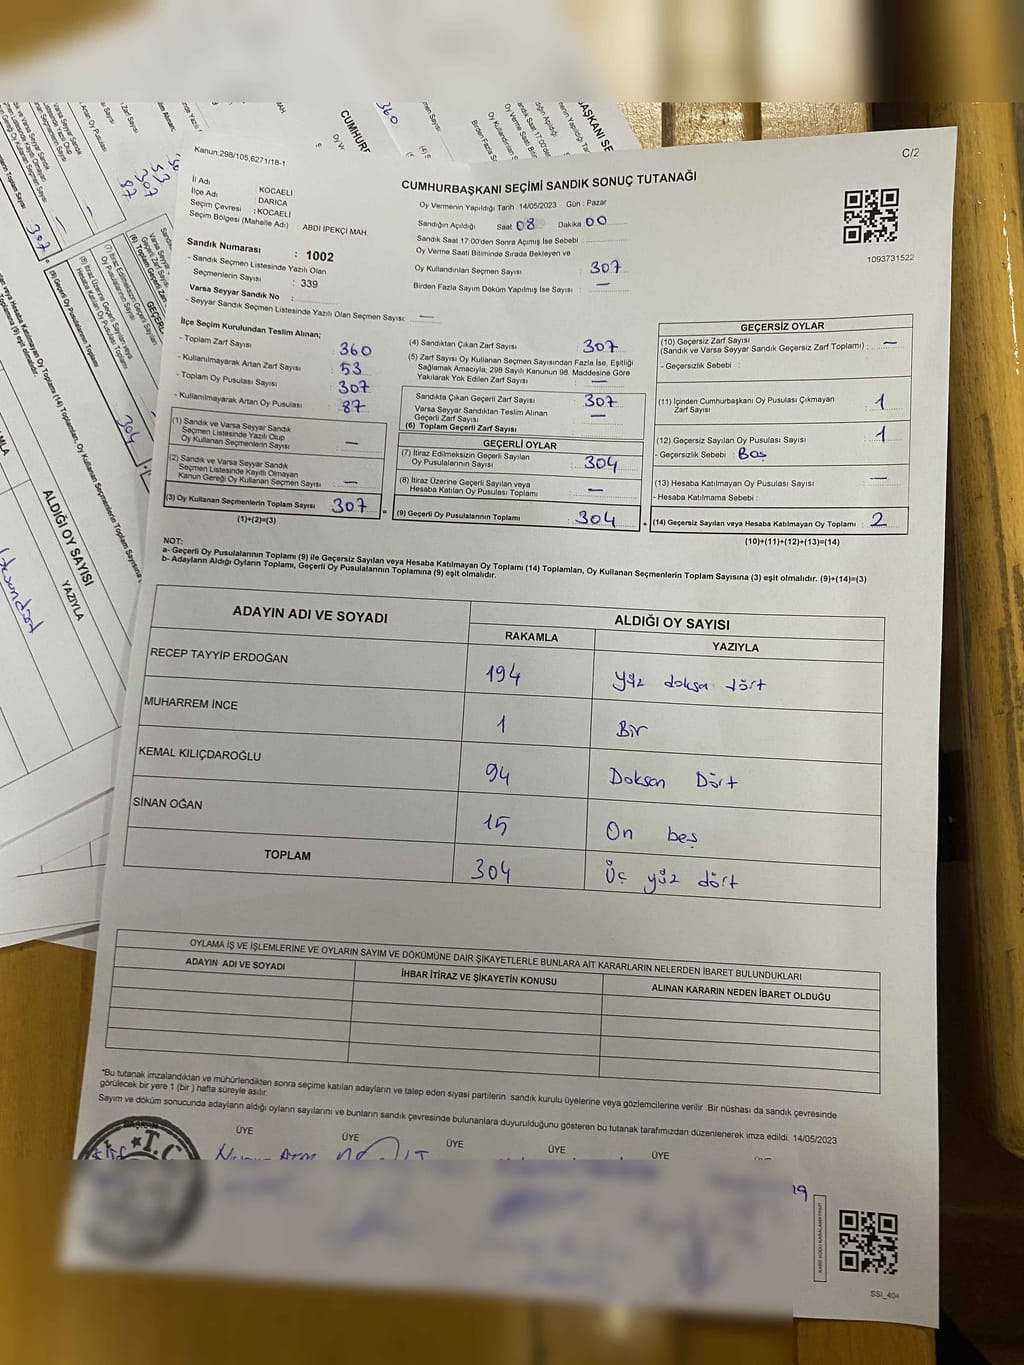 Kanun:298/105,6271/18-1
C/2
CUMHURBAŞKANI SEÇİMİ SANDIK SONUÇ TUTANAĞI
İl Adı : KOCAELİ
İlçe Adı : DARICA
Seçim Çevresi : KOCAELİ
Seçim Bölgesi (Mahalle Adı) : ABDİ İPEKÇİ MAH.
Sandık Numarası : 1002
- Sandık Seçmen Listesinde Yazılı Olan
Seçmenlerin Sayısı : 339
Varsa Seyyar Sandık No :
- Seyyar Sandık Seçmen Listesinde Yazılı Olan Seçmen Sayısı: —
Oy Vermenin Yapıldığı Tarih : 14/05/2023 Gün : Pazar
Sandığın Açıldığı Saat 08 Dakika 00
Sandık Saat 17:00'den Sonra Açımış İse Sebebi
Oy Verme Saati Bitiminde Sırada Bekleyen ve
Oy Kullandırılan Seçmen Sayısı 307
Birden Fazla Sayım Döküm Yapılmış İse Sayısı : —
1093731522
İlçe Seçim Kurulundan Teslim Alınan;
- Toplam Zarf Sayısı 360
- Kullanılmayarak Artan Zarf Sayısı 53
- Toplam Oy Pusulası Sayısı 307
- Kullanılmayarak Artan Oy Pusulası 87
(1) Sandık ve Varsa Seyyar Sandık
Seçmen Listesinde Yazılı Olup
Oy Kullanan Seçmenlerin Sayısı —
(2) Sandık ve Varsa Seyyar Sandık
Seçmen Listesinde Kayıtlı Olmayan
Kanun Gereği Oy Kullanan Seçmen Sayısı —
(3) Oy Kullanan Seçmenlerin Toplam Sayısı 307
(1)+(2)=(3)
(4) Sandıktan Çıkan Zarf Sayısı 307
(5) Zarf Sayısı Oy Kullanan Seçmen Sayısından Fazla İse, Eşitliği
Sağlamak Amacıyla; 298 Sayılı Kanunun 98. Maddesine Göre
Yakılarak Yok Edilen Zarf Sayısı —
Sandıkta Çıkan Geçerli Zarf Sayısı 307
Varsa Seyyar Sandıktan Teslim Alınan
Geçerli Zarf Sayısı —
(6) Toplam Geçerli Zarf Sayısı
GEÇERLİ OYLAR
(7) İtiraz Edilmeksizin Geçerli Sayılan
Oy Pusulalarının Sayısı 304
(8) İtiraz Üzerine Geçerli Sayılan veya
Hesaba Katılan Oy Pusulası Toplamı —
(9) Geçerli Oy Pusulalarının Toplamı 304
GEÇERSİZ OYLAR
(10) Geçersiz Zarf Sayısı
(Sandık ve Varsa Seyyar Sandık Geçersiz Zarf Toplamı) : —
- Geçersizlik Sebebi :
(11) İçinden Cumhurbaşkanı Oy Pusulası Çıkmayan
Zarf Sayısı 1
(12) Geçersiz Sayılan Oy Pusulası Sayısı 1
- Geçersizlik Sebebi : Boş
(13) Hesaba Katılmayan Oy Pusulası Sayısı —
- Hesaba Katılmama Sebebi :
(14) Geçersiz Sayılan veya Hesaba Katılmayan Oy Toplamı : 2
(10)+(11)+(12)+(13)=(14)
NOT:
a- Geçerli Oy Pusulalarının Toplamı (9) ile Geçersiz Sayılan veya Hesaba Katılmayan Oy Toplamı (14) Toplamları, Oy Kullanan Seçmenlerin Toplam Sayısına (3) eşit olmalıdır. (9)+(14)=(3)
b- Adayların Aldığı Oyların Toplamı, Geçerli Oy Pusulalarının Toplamına (9) eşit olmalıdır.
ADAYIN ADI VE SOYADI ALDIĞI OY SAYISI
RAKAMLA YAZIYLA
RECEP TAYYİP ERDOĞAN 194 Yüz doksan dört
MUHARREM İNCE 1 Bir
KEMAL KILIÇDAROĞLU 94 Doksan Dört
SİNAN OĞAN 15 On beş
TOPLAM 304 Üç yüz dört
OYLAMA İŞ VE İŞLEMLERİNE VE OYLARIN SAYIM VE DÖKÜMÜNE DAİR ŞİKAYETLERLE BUNLARA AİT KARARLARIN NELERDEN İBARET BULUNDUKLARI
ADAYIN ADI VE SOYADI İHBAR İTİRAZ VE ŞİKAYETİN KONUSU ALINAN KARARIN NEDEN İBARET OLDUĞU
*Bu tutanak imzalandıktan ve mühürlendikten sonra seçime katılan adayların ve talep eden siyasi partilerin sandık kurulu üyelerine veya gözlemcilerine verilir .Bir nüshası da sandık çevresinde
görülecek bir yere 1 (bir ) hafta süreyle asılır.
Sayım ve döküm sonucunda adayların aldığı oyların sayılarını ve bunların sandık çevresinde bulunanlara duyurulduğunu gösteren bu tutanak tarafımızdan düzenlenerek imza edildi. 14/05/2023
BAŞKAN ÜYE ÜYE ÜYE ÜYE ÜYE
T.C
19
SSI_404